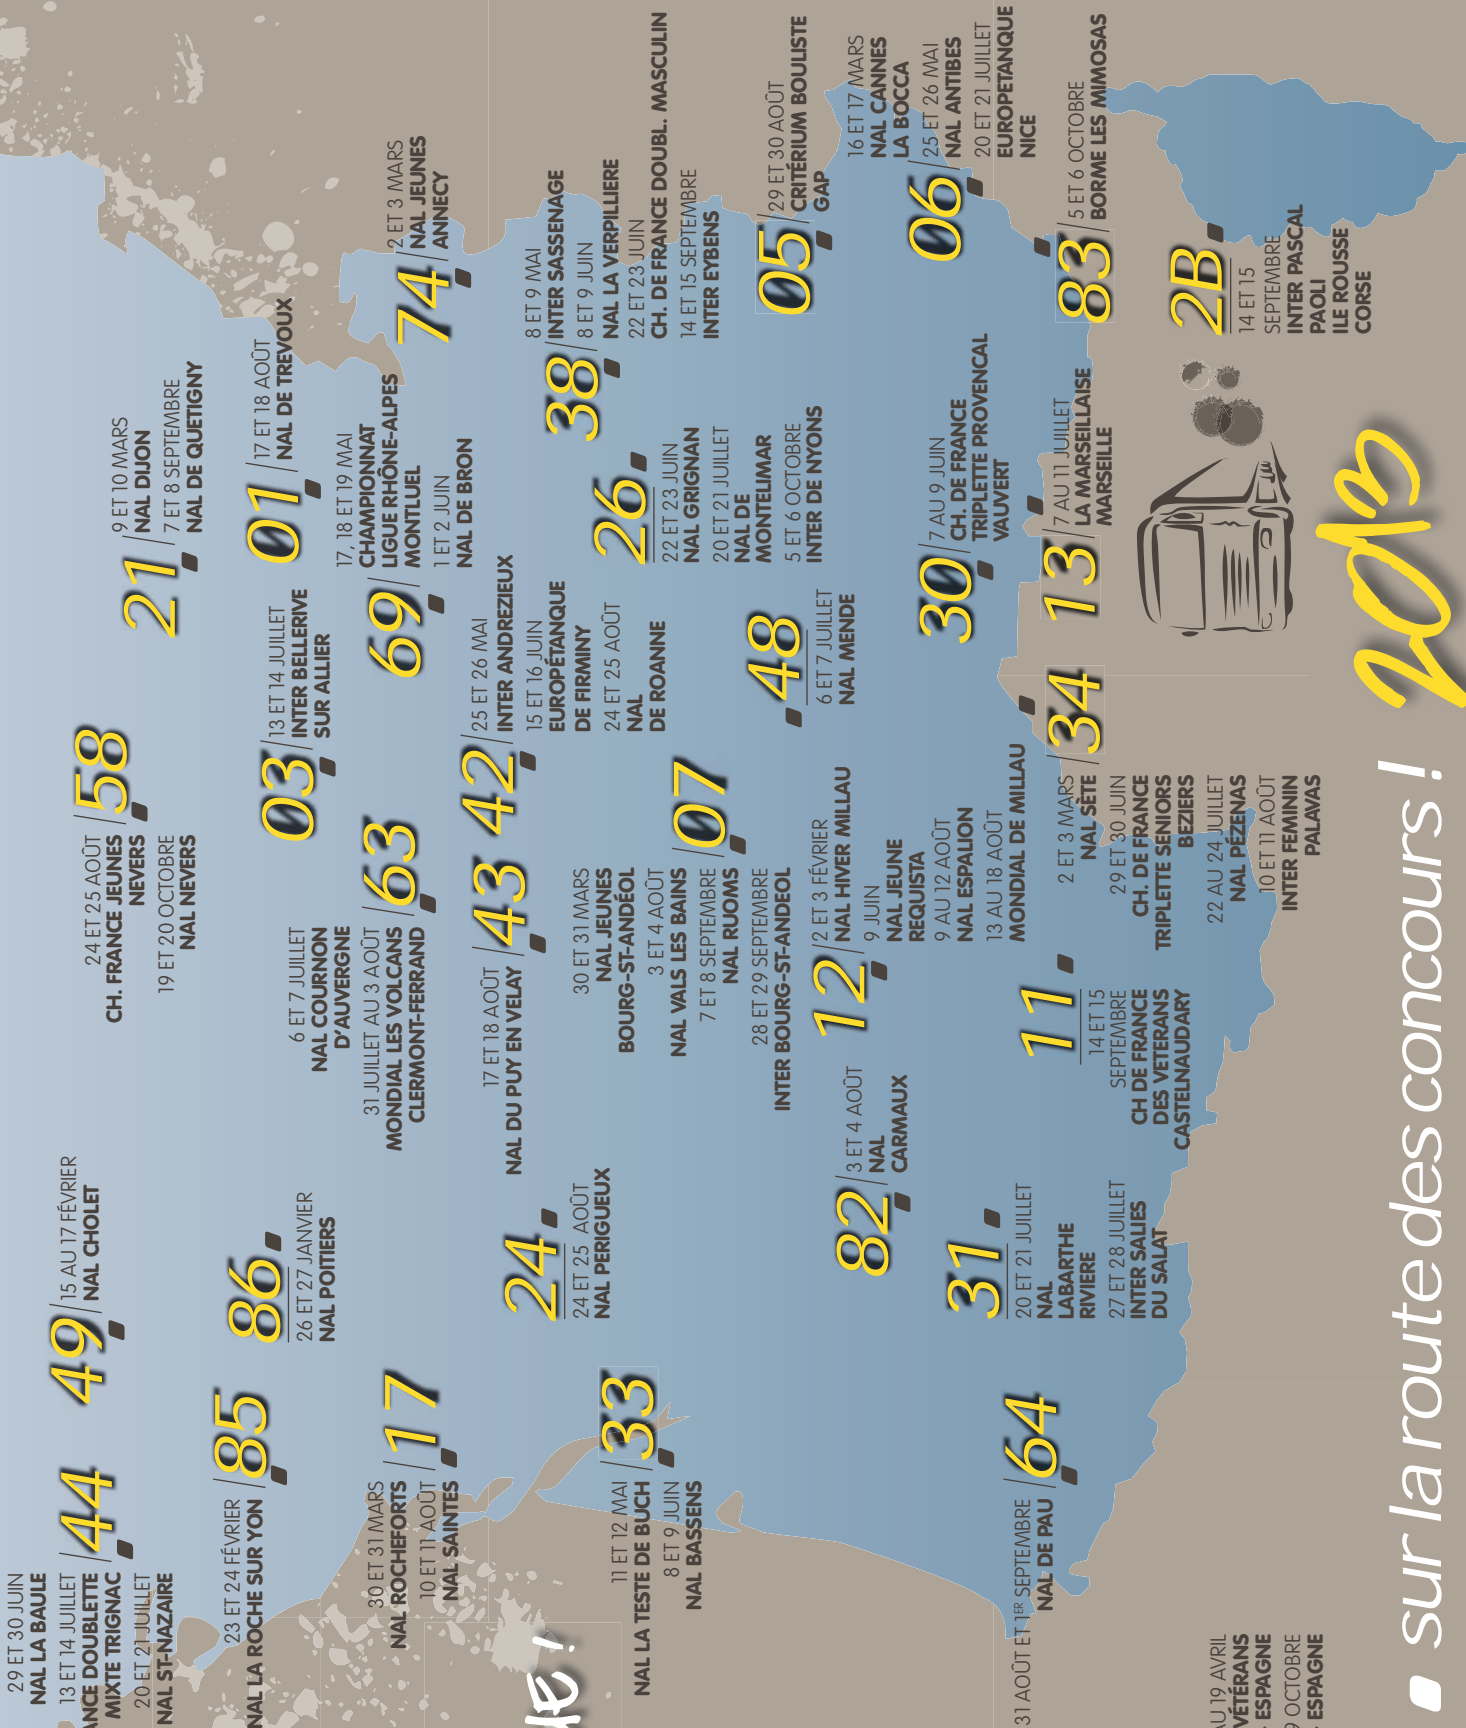 29 ET 30 JUIN
NAL LA BAULE
13 ET 14 JUILLET
ANCE DOUBLETTE
MIXTE TRIGNAC
20 ET 21 JUILLET
NAL ST-NAZAIRE
44
49
15 AU 17 FÉVRIER
NAL CHOLET
58
24 ET 25 AOÛT
CH. FRANCE JEUNES
NEVERS
19 ET 20 OCTOBRE
NAL NEVERS
21
9 ET 10 MARS
NAL DIJON
7 ET 8 SEPTEMBRE
NAL DE QUETIGNY
85
23 ET 24 FÉVRIER
NAL LA ROCHE SUR YON
86
26 ET 27 JANVIER
NAL POITIERS
03
13 ET 14 JUILLET
INTER BELLERIVE
SUR ALLIER
01
17 ET 18 AOÛT
NAL DE TREVOUX
17
30 ET 31 MARS
NAL ROCHEFORTS
10 ET 11 AOÛT
NAL SAINTES
63
6 ET 7 JUILLET
NAL COURNON
D'AUVERGNE
31 JUILLET AU 3 AOÛT
MONDIAL LES VOLCANS
CLERMONT-FERRAND
69
17, 18 ET 19 MAI
CHAMPIONNAT
LIGUE RHÔNE-ALPES
MONTLUEL
1 ET 2 JUIN
NAL DE BRON
74
2 ET 3 MARS
NAL JEUNES
ANNECY
43
17 ET 18 AOÛT
NAL DU PUY EN VELAY
42
25 ET 26 MAI
INTER ANDREZIEUX
15 ET 16 JUIN
EUROPÉTANQUE
DE FIRMINY
24 ET 25 AOÛT
NAL
DE ROANNE
38
8 ET 9 MAI
INTER SASSENAGE
8 ET 9 JUIN
NAL LA VERPILLIERE
22 ET 23 JUIN
CH. DE FRANCE DOUBL. MASCULIN
14 ET 15 SEPTEMBRE
INTER EYBENS
24
24 ET 25 AOÛT
NAL PERIGUEUX
33
11 ET 12 MAI
NAL LA TESTE DE BUCH
8 ET 9 JUIN
NAL BASSENS
07
30 ET 31 MARS
NAL JEUNES
BOURG-ST-ANDÉOL
3 ET 4 AOÛT
NAL VALS LES BAINS
7 ET 8 SEPTEMBRE
NAL RUOMS
28 ET 29 SEPTEMBRE
INTER BOURG-ST-ANDEOL
26
22 ET 23 JUIN
NAL GRIGNAN
20 ET 21 JUILLET
NAL DE
MONTELIMAR
5 ET 6 OCTOBRE
INTER DE NYONS
05
29 ET 30 AOÛT
CRITÉRIUM BOULISTE
GAP
48
6 ET 7 JUILLET
NAL MENDE
82
3 ET 4 AOÛT
NAL
CARMAUX
12
2 ET 3 FÉVRIER
NAL HIVER MILLAU
9 JUIN
NAL JEUNE
REQUISTA
9 AU 12 AOÛT
NAL ESPALION
13 AU 18 AOÛT
MONDIAL DE MILLAU
30
7 AU 9 JUIN
CH. DE FRANCE
TRIPLETTE PROVENCAL
VAUVERT
06
16 ET 17 MARS
NAL CANNES
LA BOCCA
25 ET 26 MAI
NAL ANTIBES
20 ET 21 JUILLET
EUROPETANQUE
NICE
64
31 AOÛT ET 1ER SEPTEMBRE
NAL DE PAU
31
20 ET 21 JUILLET
NAL
LABARTHE
RIVIERE
27 ET 28 JUILLET
INTER SALIES
DU SALAT
11
14 ET 15
SEPTEMBRE
CH DE FRANCE
DES VETERANS
CASTELNAUDARY
34
2 ET 3 MARS
NAL SÈTE
29 ET 30 JUIN
CH. DE FRANCE
TRIPLETTE SENIORS
BEZIERS
22 AU 24 JUILLET
NAL PÉZENAS
10 ET 11 AOÛT
INTER FEMININ
PALAVAS
13
7 AU 11 JUILLET
LA MARSEILLAISE
MARSEILLE
83
5 ET 6 OCTOBRE
BORME LES MIMOSAS
2B
14 ET 15
SEPTEMBRE
INTER PASCAL
PAOLI
ILE ROUSSE
CORSE
AU 19 AVRIL
VÉTÉRANS
ESPAGNE
9 OCTOBRE
ESPAGNE
sur la route des concours !
2013